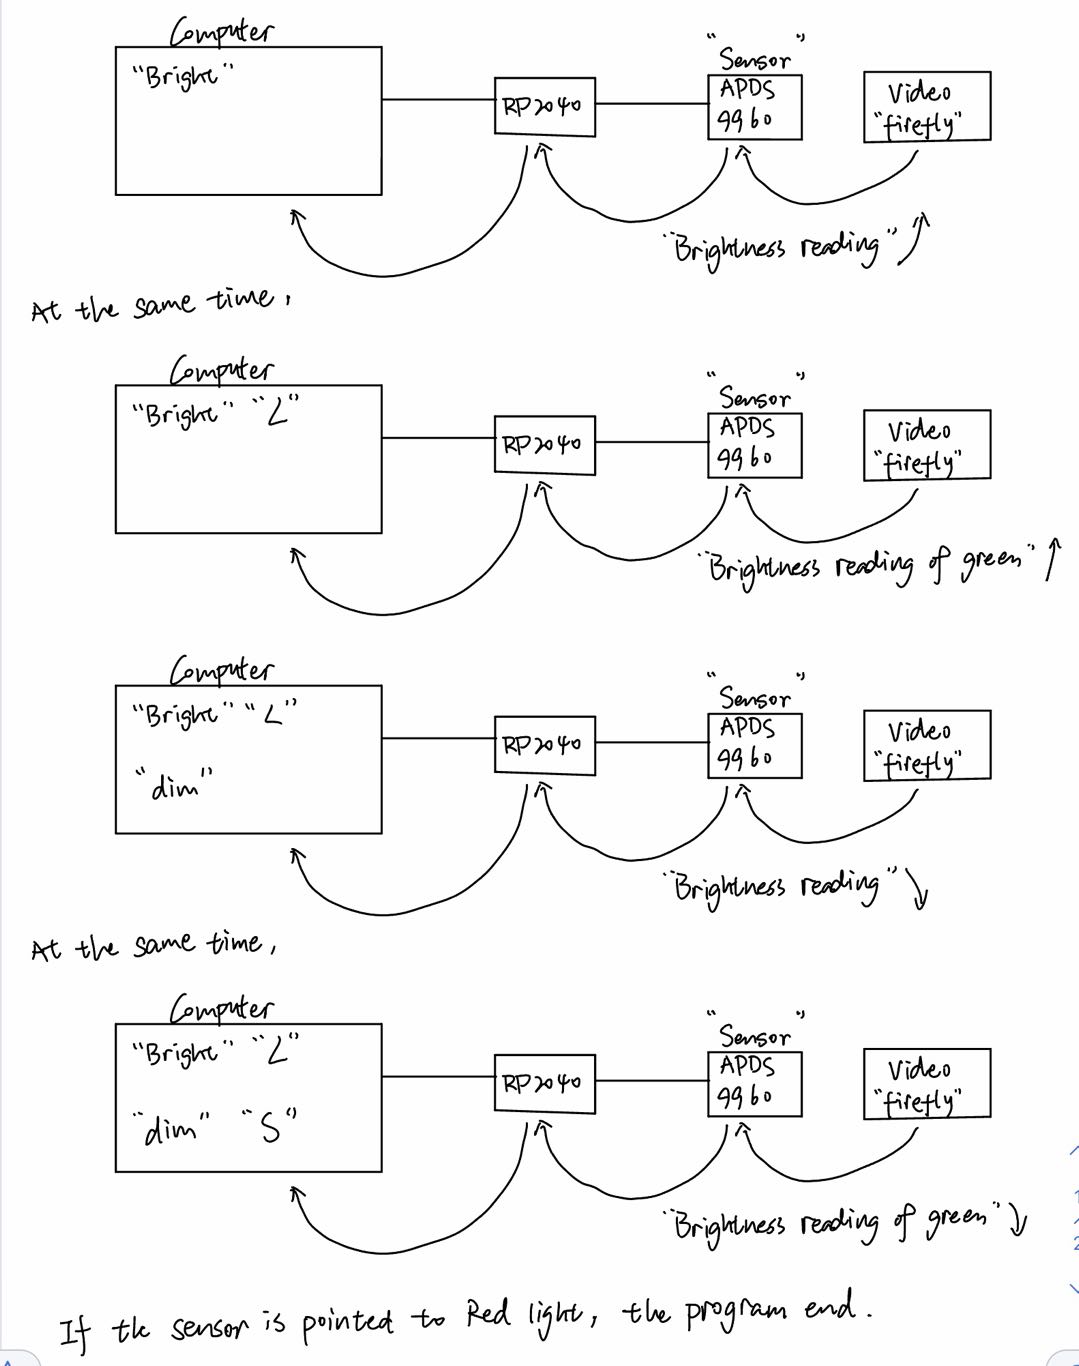 Computer
"Bright"
RP2040
"Sensor"
APDS
9960
Video
"firefly"
"Brightness reading"
At the same time,
Computer
"Bright" "L"
RP2040
"Sensor"
APDS
9960
Video
"firefly"
"Brightness reading of green"
Computer
"Bright" "L"
"dim"
RP2040
"Sensor"
APDS
9960
Video
"firefly"
"Brightness reading"
At the same time,
Computer
"Bright" "L"
"dim" "S"
RP2040
"Sensor"
APDS
9960
Video
"firefly"
"Brightness reading of green"
If the sensor is pointed to Red light, the program end.